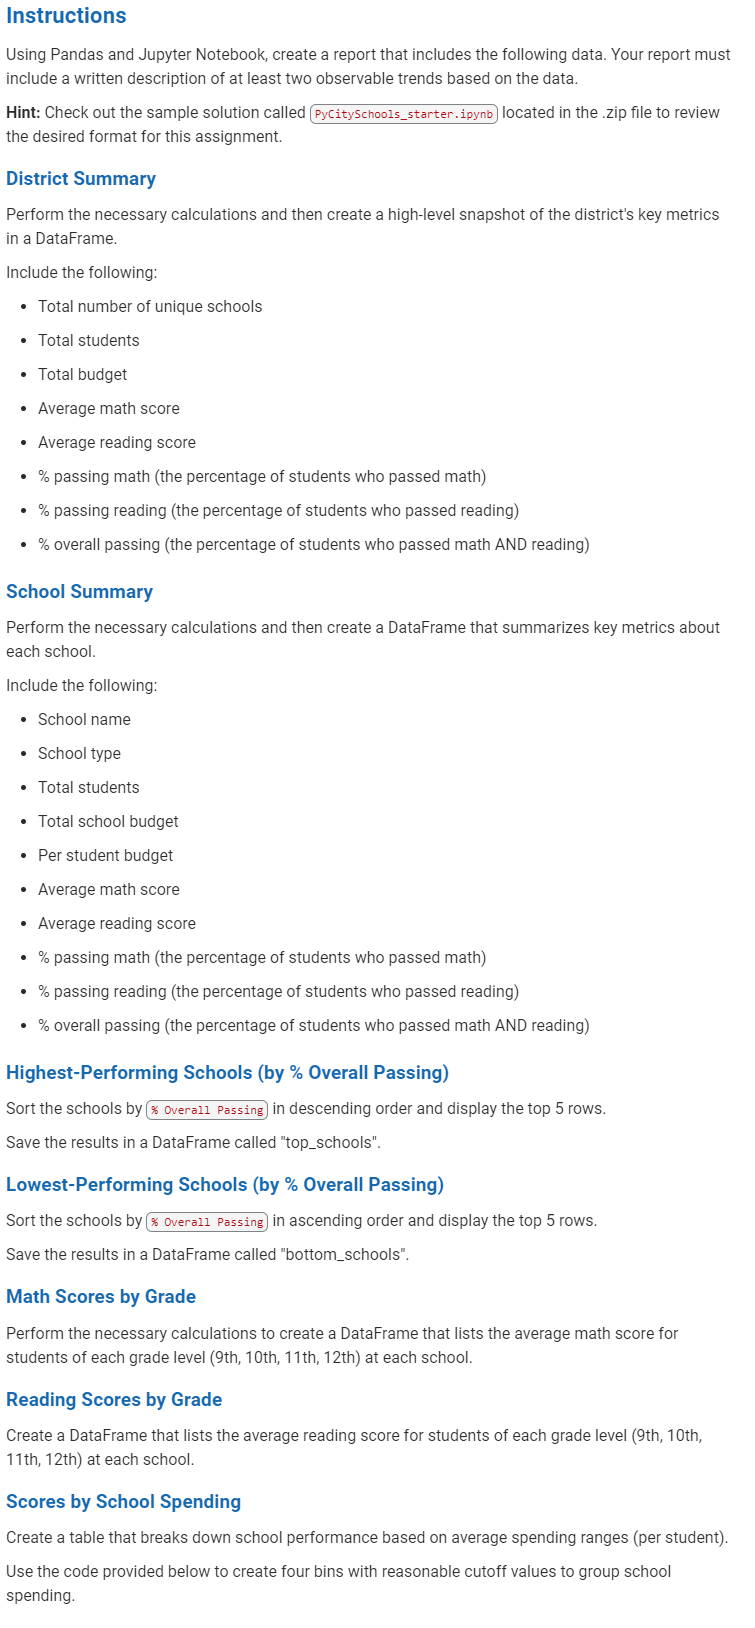 Instructions
Using Pandas and Jupyter Notebook, create a report that includes the following data. Your report must
include a written description of at least two observable trends based on the data.
Hint: Check out the sample solution called PyCitySchools_starter.ipynb located in the .zip file to review
the desired format for this assignment.
District Summary
Perform the necessary calculations and then create a high-level snapshot of the district's key metrics
in a DataFrame.
Include the following:
• Total number of unique schools
• Total students
• Total budget
• Average math score
• Average reading score
• % passing math (the percentage of students who passed math)
• % passing reading (the percentage of students who passed reading)
• % overall passing (the percentage of students who passed math AND reading)
School Summary
Perform the necessary calculations and then create a DataFrame that summarizes key metrics about
each school.
Include the following:
• School name
• School type
• Total students
• Total school budget
• Per student budget
• Average math score
• Average reading score
• % passing math (the percentage of students who passed math)
• % passing reading (the percentage of students who passed reading)
• % overall passing (the percentage of students who passed math AND reading)
Highest-Performing Schools (by % Overall Passing)
Sort the schools by % Overall Passing in descending order and display the top 5 rows.
Save the results in a DataFrame called "top_schools".
Lowest-Performing Schools (by % Overall Passing)
Sort the schools by % Overall Passing in ascending order and display the top 5 rows.
Save the results in a DataFrame called "bottom_schools".
Math Scores by Grade
Perform the necessary calculations to create a DataFrame that lists the average math score for
students of each grade level (9th, 10th, 11th, 12th) at each school.
Reading Scores by Grade
Create a DataFrame that lists the average reading score for students of each grade level (9th, 10th,
11th, 12th) at each school.
Scores by School Spending
Create a table that breaks down school performance based on average spending ranges (per student).
Use the code provided below to create four bins with reasonable cutoff values to group school
spending.